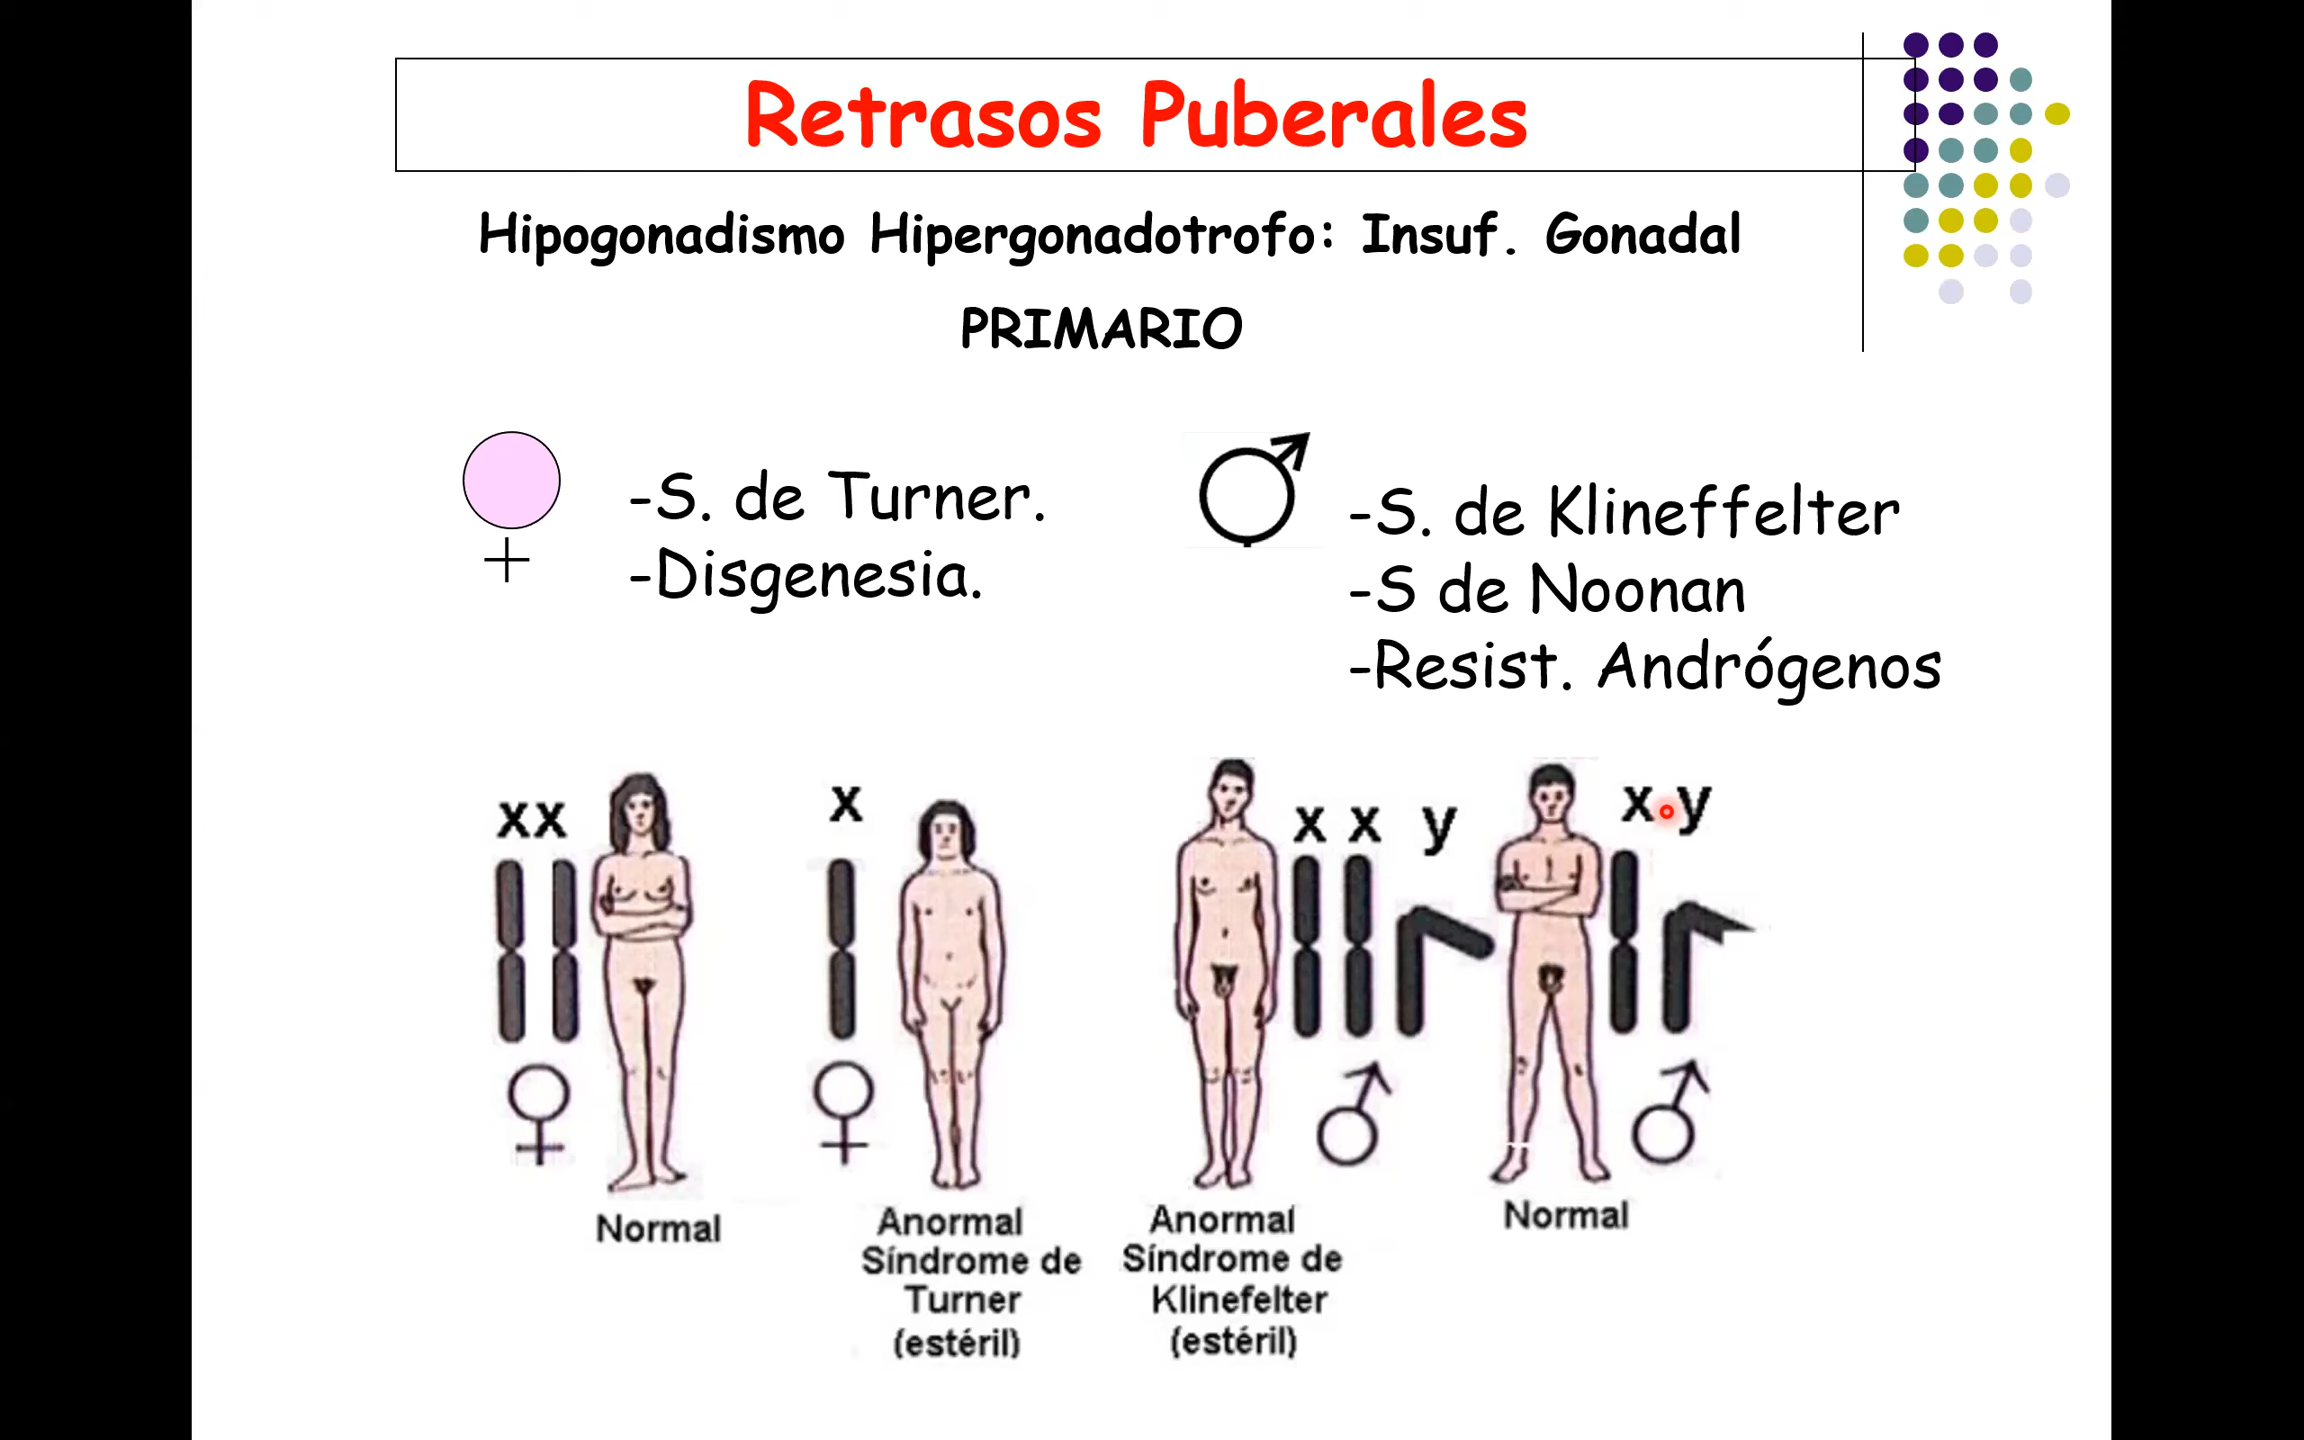 Retrasos Puberales
Hipogonadismo Hipergonadotrofo: Insuf. Gonadal
PRIMARIO
-S. de Turner.
-Disgenesia.
-S. de Klineffelter
-S de Noonan
-Resist. Andrógenos
xx
x
x x y
x y
Normal
Anormal
Síndrome de
Turner
(estéril)
Anormal
Síndrome de
Klinefelter
(estéril)
Normal